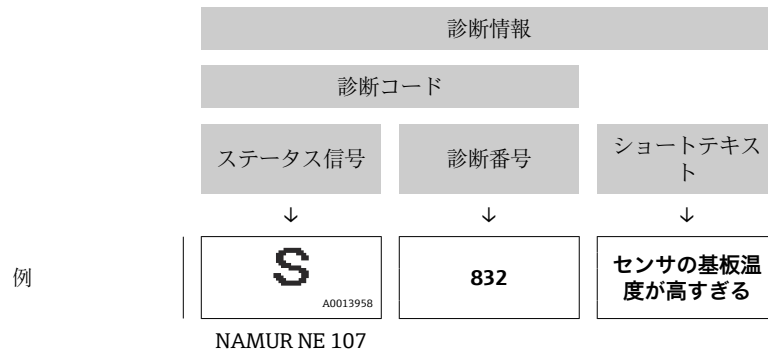 診断情報
診断コード
ステータス信号
診断番号
ショートテキス
ト
↓
↓
↓
例
S
A0013958
832
センサの基板温
度が高すぎる
NAMUR NE 107